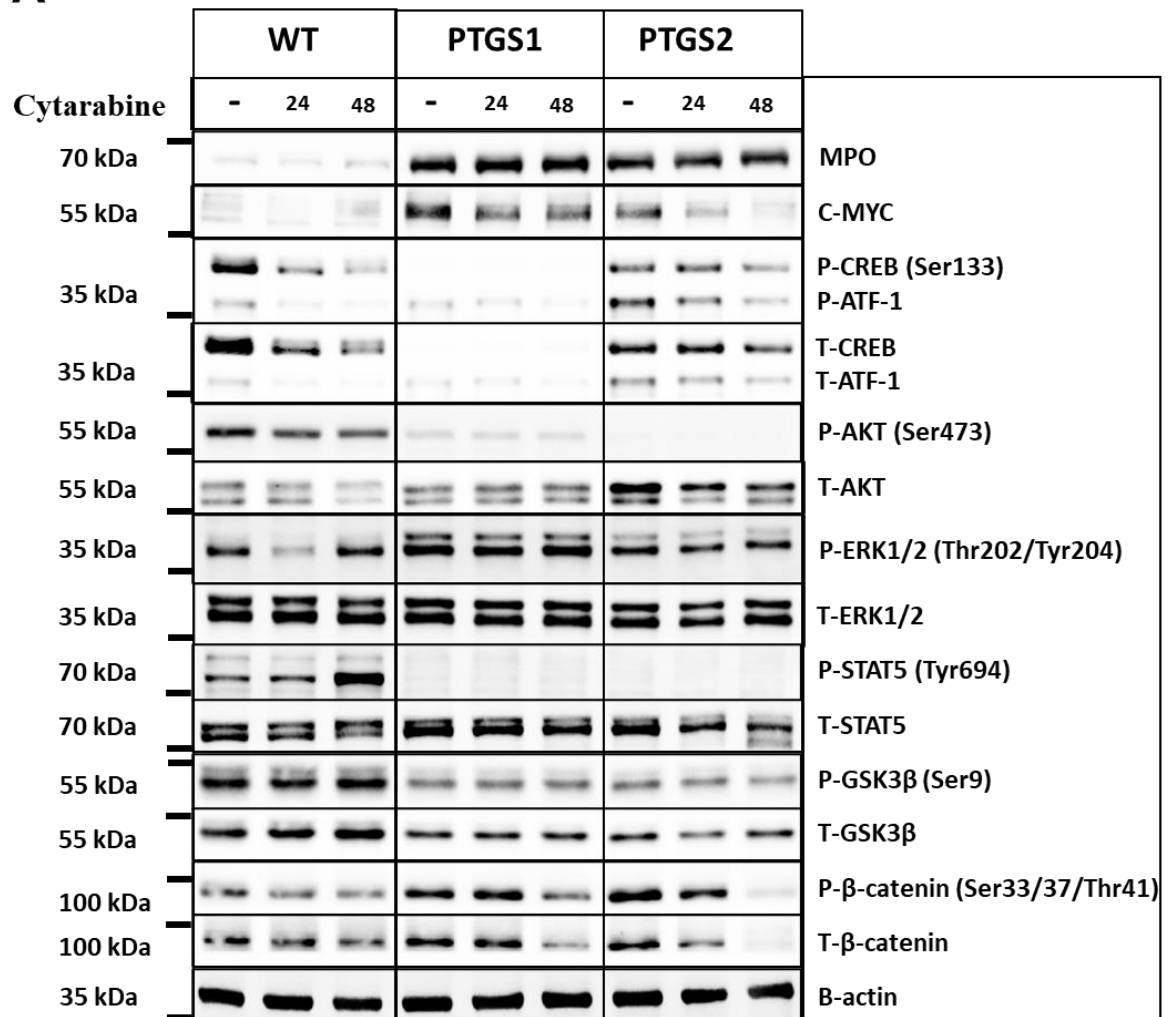 WT PTGS1 PTGS2
Cytarabine - 24 48 - 24 48 - 24 48
70 kDa MPO
55 kDa C-MYC
P-CREB (Ser133)
35 kDa P-ATF-1
T-CREB
35 kDa T-ATF-1
55 kDa P-AKT (Ser473)
55 kDa T-AKT
35 kDa P-ERK1/2 (Thr202/Tyr204)
35 kDa T-ERK1/2
70 kDa P-STAT5 (Tyr694)
70 kDa T-STAT5
55 kDa P-GSK3β (Ser9)
55 kDa T-GSK3β
100 kDa P-β-catenin (Ser33/37/Thr41)
100 kDa T-β-catenin
35 kDa B-actin